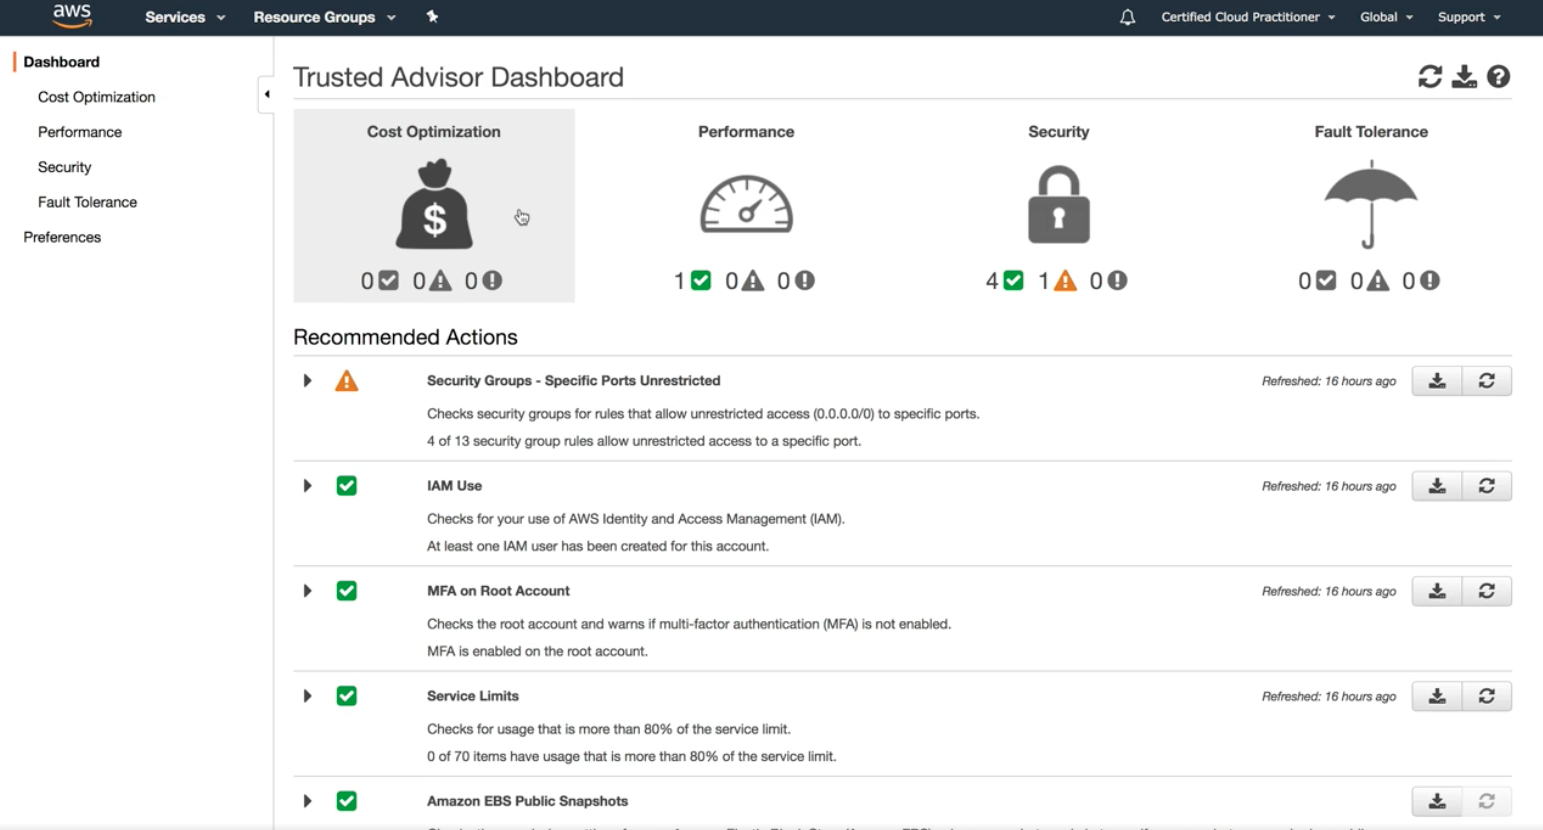 aws Services Resource Groups Certified Cloud Practitioner Global Support
Dashboard
Cost Optimization
Performance
Security
Fault Tolerance
Preferences
Trusted Advisor Dashboard
Cost Optimization Performance Security Fault Tolerance
$
0 0 0 1 0 0 4 1 0 0 0 0
Recommended Actions
Security Groups - Specific Ports Unrestricted Refreshed: 16 hours ago
Checks security groups for rules that allow unrestricted access (0.0.0.0/0) to specific ports.
4 of 13 security group rules allow unrestricted access to a specific port.
IAM Use Refreshed: 16 hours ago
Checks for your use of AWS Identity and Access Management (IAM).
At least one IAM user has been created for this account.
MFA on Root Account Refreshed: 16 hours ago
Checks the root account and warns if multi-factor authentication (MFA) is not enabled.
MFA is enabled on the root account.
Service Limits Refreshed: 16 hours ago
Checks for usage that is more than 80% of the service limit.
0 of 70 items have usage that is more than 80% of the service limit.
Amazon EBS Public Snapshots